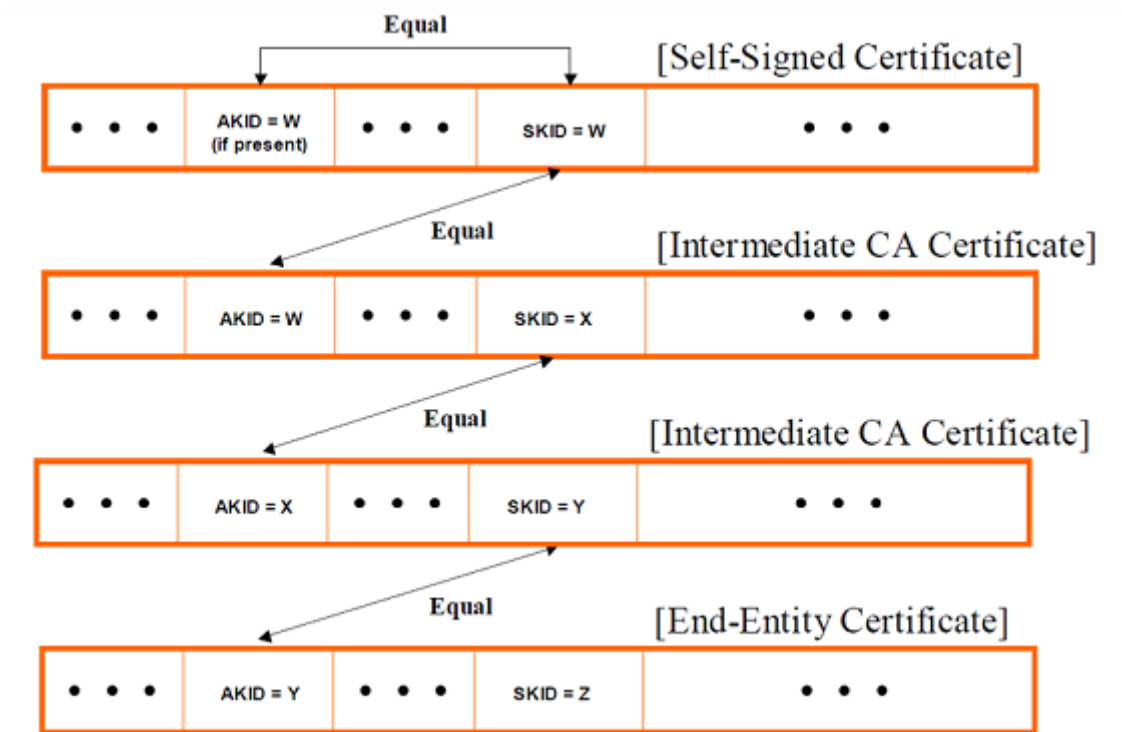 Equal
[Self-Signed Certificate]
• • • AKID = W (if present) • • • SKID = W • • •
Equal
[Intermediate CA Certificate]
• • • AKID = W • • • SKID = X • • •
Equal
[Intermediate CA Certificate]
• • • AKID = X • • • SKID = Y • • •
Equal
[End-Entity Certificate]
• • • AKID = Y • • • SKID = Z • • •